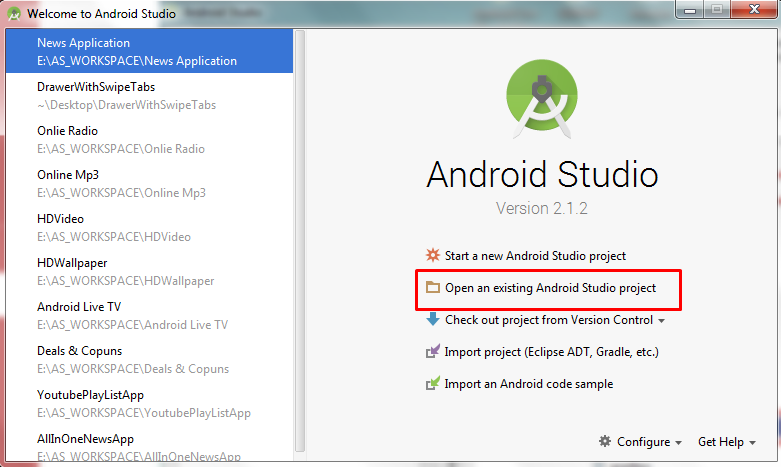 Welcome to Android Studio
News Application
E:\AS_WORKSPACE\News Application
DrawerWithSwipeTabs
~\Desktop\DrawerWithSwipeTabs
Onlie Radio
E:\AS_WORKSPACE\Onlie Radio
Online Mp3
E:\AS_WORKSPACE\Online Mp3
HDVideo
E:\AS_WORKSPACE\HDVideo
HDWallpaper
E:\AS_WORKSPACE\HDWallpaper
Android Live TV
E:\AS_WORKSPACE\Android Live TV
Deals & Copuns
E:\AS_WORKSPACE\Deals & Copuns
YoutubePlayListApp
E:\AS_WORKSPACE\YoutubePlayListApp
AllInOneNewsApp
E:\AS_WORKSPACE\AllInOneNewsApp
Android Studio
Version 2.1.2
Start a new Android Studio project
Open an existing Android Studio project
Check out project from Version Control
Import project (Eclipse ADT, Gradle, etc.)
Import an Android code sample
Configure
Get Help